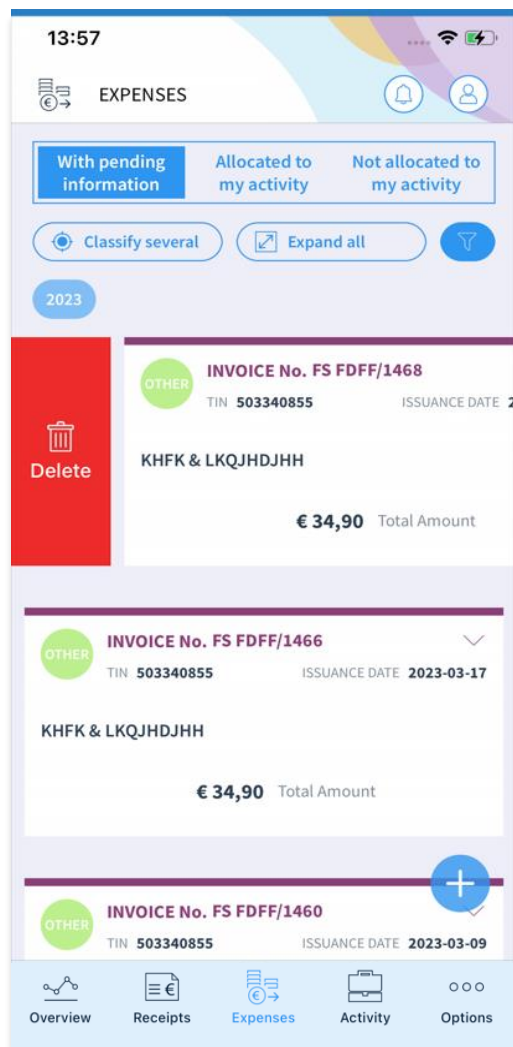 13:57
EXPENSES
With pending Allocated to Not allocated to
information my activity my activity
Classify several Expand all
2023
OTHER INVOICE No. FS FDFF/1468
TIN 503340855 ISSUANCE DATE 2
Delete
KHFK & LKQJHDJHH
€ 34,90 Total Amount
OTHER INVOICE No. FS FDFF/1466
TIN 503340855 ISSUANCE DATE 2023-03-17
KHFK & LKQJHDJHH
€ 34,90 Total Amount
OTHER INVOICE No. FS FDFF/1460
TIN 503340855 ISSUANCE DATE 2023-03-09
Overview Receipts Expenses Activity Options